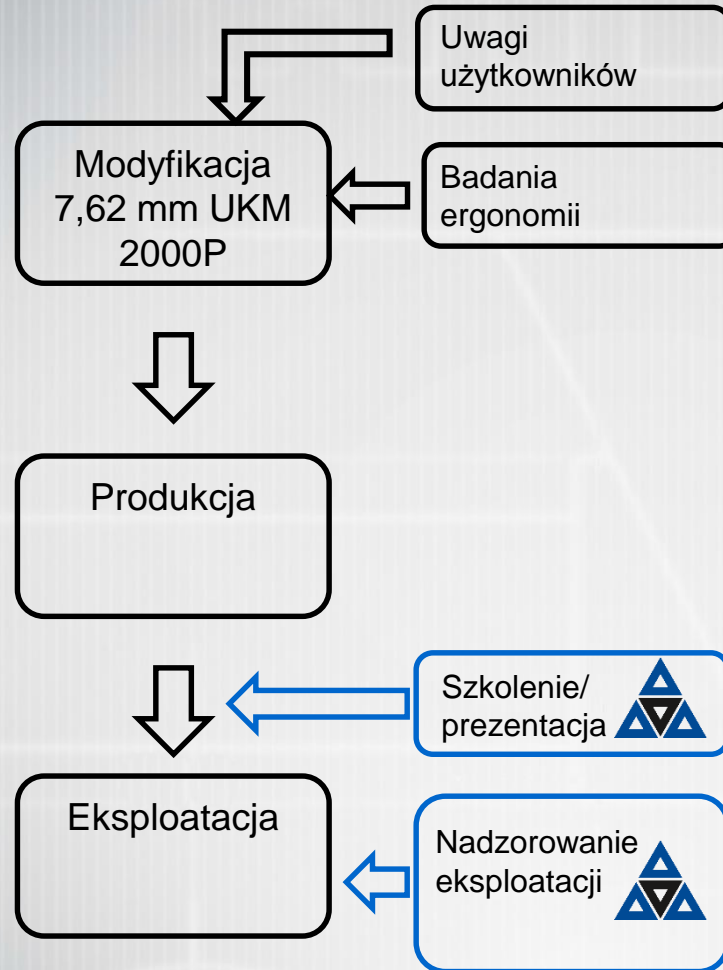 Uwagi
użytkowników
Modyfikacja
7,62 mm UKM
2000P
Badania
ergonomii
Produkcja
Szkolenie/
prezentacja
Eksploatacja
Nadzorowanie
eksploatacji